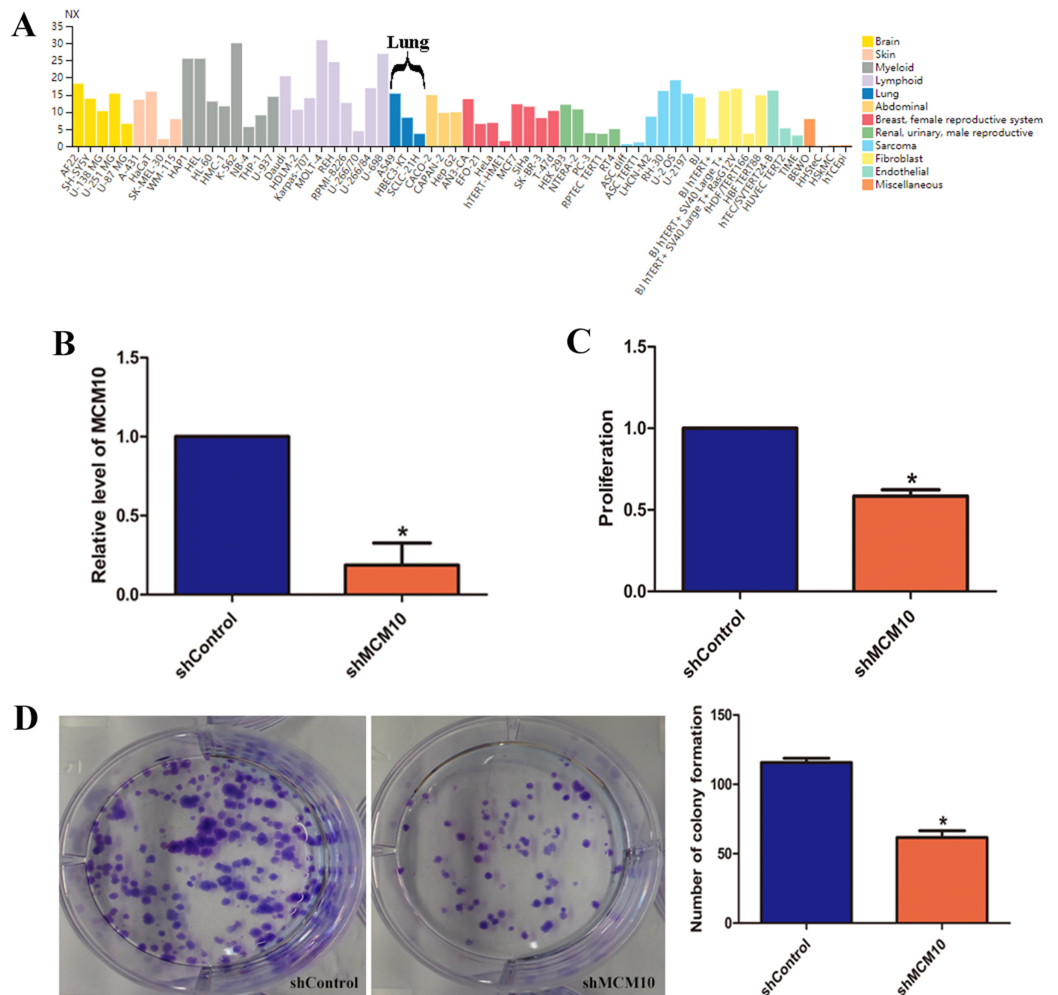 A
NX
35
30
25
20
15
10
5
0
Lung
AF22
SH-SY5Y
U-138 MG
U-251 MG
U-87 MG
A-431
HaCaT
SK-MEL-30
WM-115
HAP1
HEL
HL-60
HMC-1
K-562
NB-4
THP-1
U-937
Daudi
HDLM-2
Karpas-707
MOLT-4
REH
RPMI-8226
U-266/70
U-266/84
U-698
A549
HBEC3-KT
SCLC-21H
CACO-2
CAPAN-2
Hep G2
AN3-CA
EFO-21
HeLa
hTERT-HME1
MCF7
SiHa
SK-BR-3
T-47d
HEK 293
NTERA-2
PC-3
RPTEC TERT1
RT4
ASC diff
ASC TERT1
LHCN-M2
RH-30
U-2 OS
U-2197
BJ
BJ hTERT+
BJ hTERT+ SV40 Large T+
BJ hTERT+ SV40 Large T+ RasG12V
fHDF/TERT166
HBF TERT88
hTEC/SVTERT24-B
HUVEC TERT2
TIME
BEWO
HHSteC
HSkMC
hTCEpi
Brain
Skin
Myeloid
Lymphoid
Lung
Abdominal
Breast, female reproductive system
Renal, urinary, male reproductive
Sarcoma
Fibroblast
Endothelial
Miscellaneous
B
Relative level of MCM10
1.5
1.0
0.5
0.0
*
shControl
shMCM10
C
Proliferation
1.5
1.0
0.5
0.0
*
shControl
shMCM10
D
shControl
shMCM10
Number of colony formation
150
100
50
0
*
shControl
shMCM10